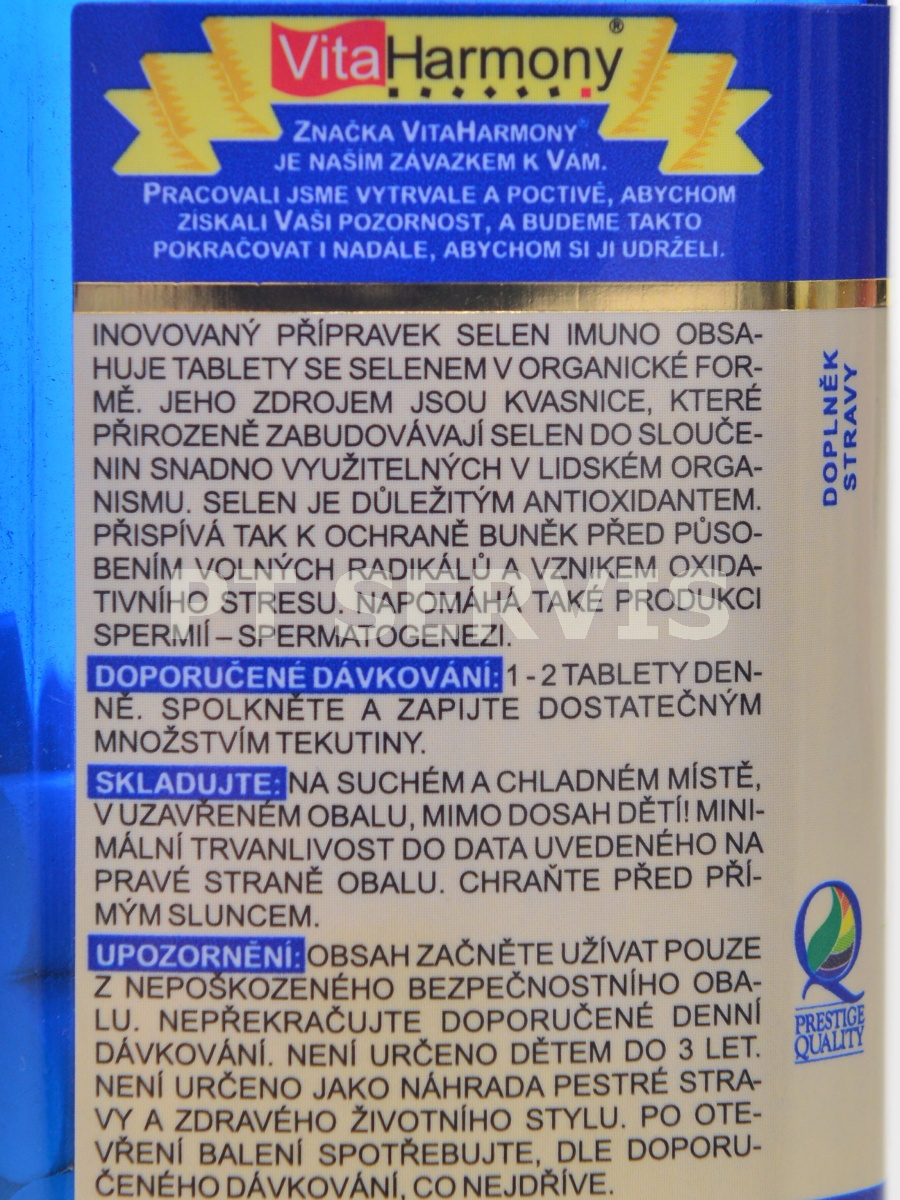 VitaHarmony®
ZNAČKA VITAHARMONY®
JE NAŠÍM ZÁVAZKEM K VÁM.
PRACOVALI JSME VYTRVALE A POCTIVĚ, ABYCHOM
ZÍSKALI VAŠI POZORNOST, A BUDEME TAKTO
POKRAČOVAT I NADÁLE, ABYCHOM SI JI UDRŽELI.
INOVOVANÝ PŘÍPRAVEK SELEN IMUNO OBSA-
HUJE TABLETY SE SELENEM V ORGANICKÉ FOR-
MĚ. JEHO ZDROJEM JSOU KVASNICE, KTERÉ
PŘIROZENĚ ZABUDOVÁVAJÍ SELEN DO SLOUČE-
NIN SNADNO VYUŽITELNÝCH V LIDSKÉM ORGA-
NISMU. SELEN JE DŮLEŽITÝM ANTIOXIDANTEM.
PŘISPÍVÁ TAK K OCHRANĚ BUNĚK PŘED PŮSO-
BENÍM VOLNÝCH RADIKÁLŮ A VZNIKEM OXIDA-
TIVNÍHO STRESU. NAPOMÁHÁ TAKÉ PRODUKCI
SPERMIÍ – SPERMATOGENEZI.
DOPORUČENÉ DÁVKOVÁNÍ: 1 - 2 TABLETY DEN-
NĚ. SPOLKNĚTE A ZAPIJTE DOSTATEČNÝM
MNOŽSTVÍM TEKUTINY.
SKLADUJTE: NA SUCHÉM A CHLADNÉM MÍSTĚ,
V UZAVŘENÉM OBALU, MIMO DOSAH DĚTÍ! MINI-
MÁLNÍ TRVANLIVOST DO DATA UVEDENÉHO NA
PRAVÉ STRANĚ OBALU. CHRAŇTE PŘED PŘÍ-
MÝM SLUNCEM.
UPOZORNĚNÍ: OBSAH ZAČNĚTE UŽÍVAT POUZE
Z NEPOŠKOZENÉHO BEZPEČNOSTNÍHO OBA-
LU. NEPŘEKRAČUJTE DOPORUČENÉ DENNÍ
DÁVKOVÁNÍ. NENÍ URČENO DĚTEM DO 3 LET.
NENÍ URČENO JAKO NÁHRADA PESTRÉ STRA-
VY A ZDRAVÉHO ŽIVOTNÍHO STYLU. PO OTE-
VŘENÍ BALENÍ SPOTŘEBUJTE, DLE DOPORU-
ČENÉHO DÁVKOVÁNÍ, CO NEJDŘÍVE.
DOPLNĚK
STRAVY
PRESTIGE
QUALITY
PT SERVIS